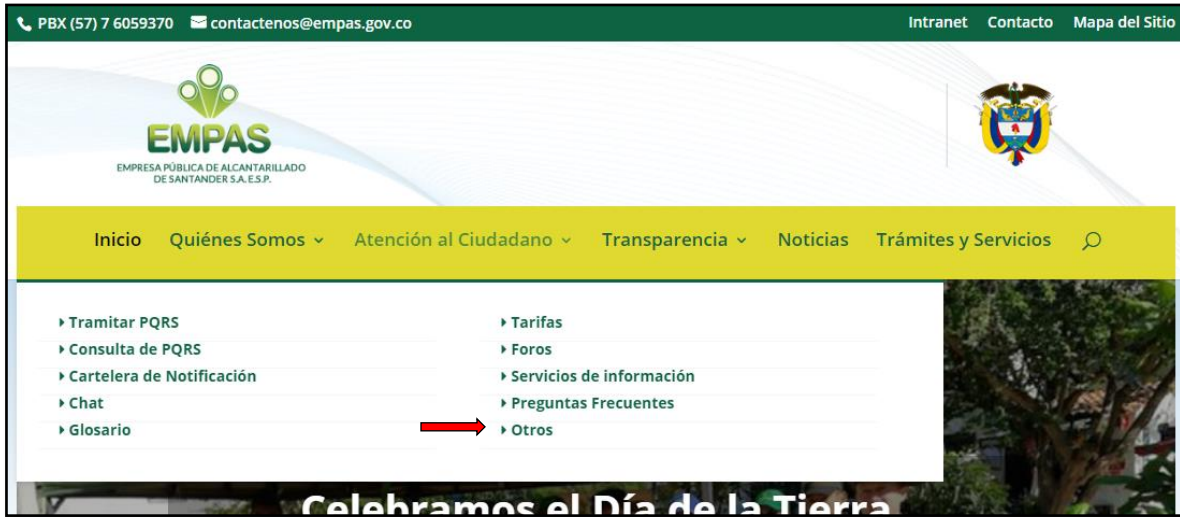 PBX (57) 7 6059370 contactenos@empas.gov.co Intranet Contacto Mapa del Sitio
EMPAS
EMPRESA PÚBLICA DE ALCANTARILLADO
DE SANTANDER S.A. E.S.P.
Inicio Quiénes Somos Atención al Ciudadano Transparencia Noticias Trámites y Servicios
Tramitar PQRS
Consulta de PQRS
Cartelera de Notificación
Chat
Glosario
Tarifas
Foros
Servicios de información
Preguntas Frecuentes
Otros
Celebramos el Día de la Tierra